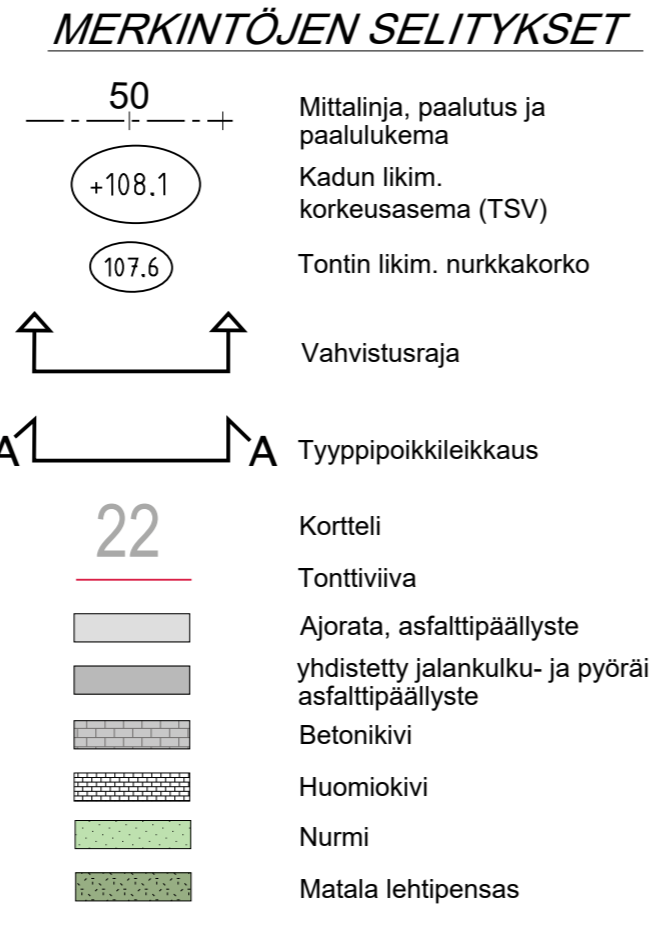 MERKINTÖJEN SELITYKSET
50
Mittalinja, paalutus ja
paalulukema
+108.1
Kadun likim.
korkeusasema (TSV)
107.6
Tontin likim. nurkkakorko
Vahvistusraja
A A Tyyppipoikkileikkaus
22
Kortteli
Tonttiviiva
Ajorata, asfalttipäällyste
yhdistetty jalankulku- ja pyöräi
asfalttipäällyste
Betonikivi
Huomiokivi
Nurmi
Matala lehtipensas